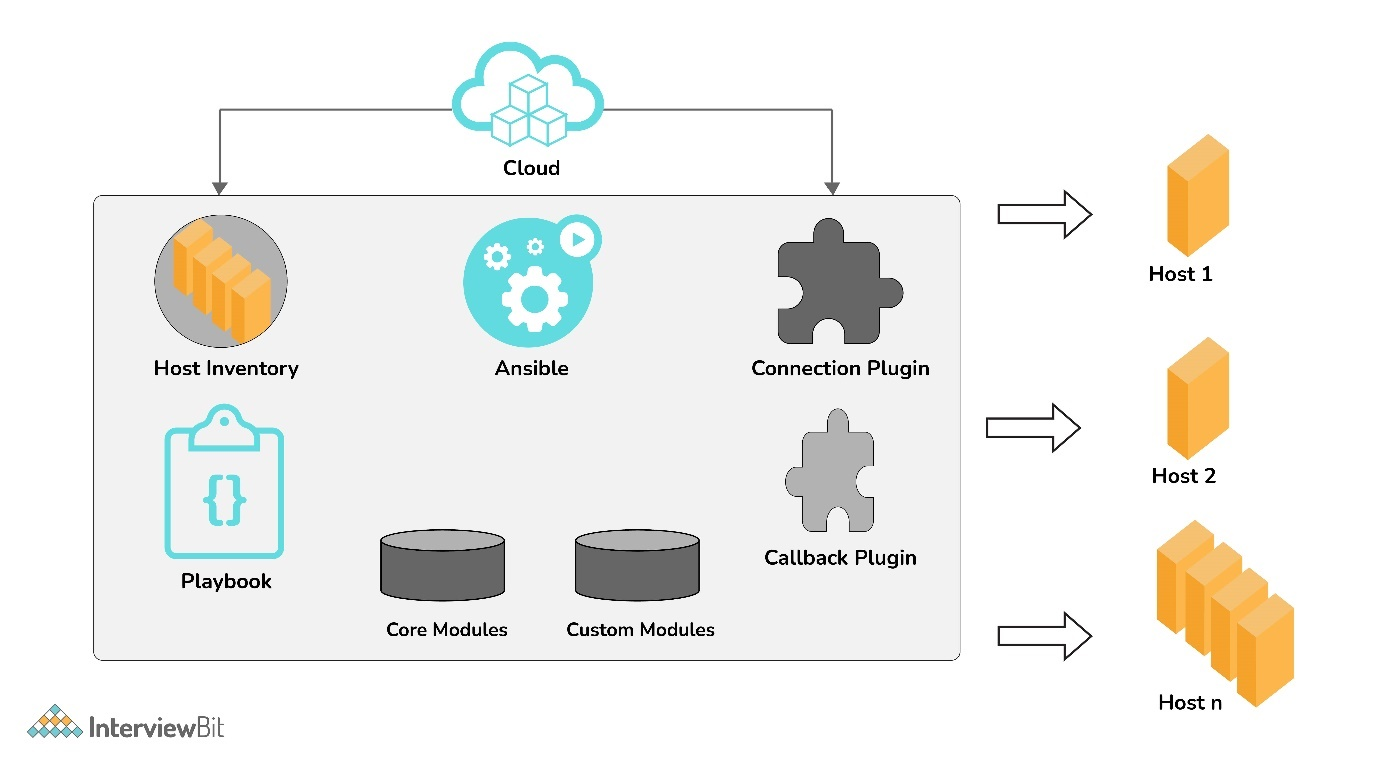 Cloud
Host Inventory
Ansible
Connection Plugin
Playbook
Core Modules
Custom Modules
Callback Plugin
Host 1
Host 2
Host n
InterviewBit